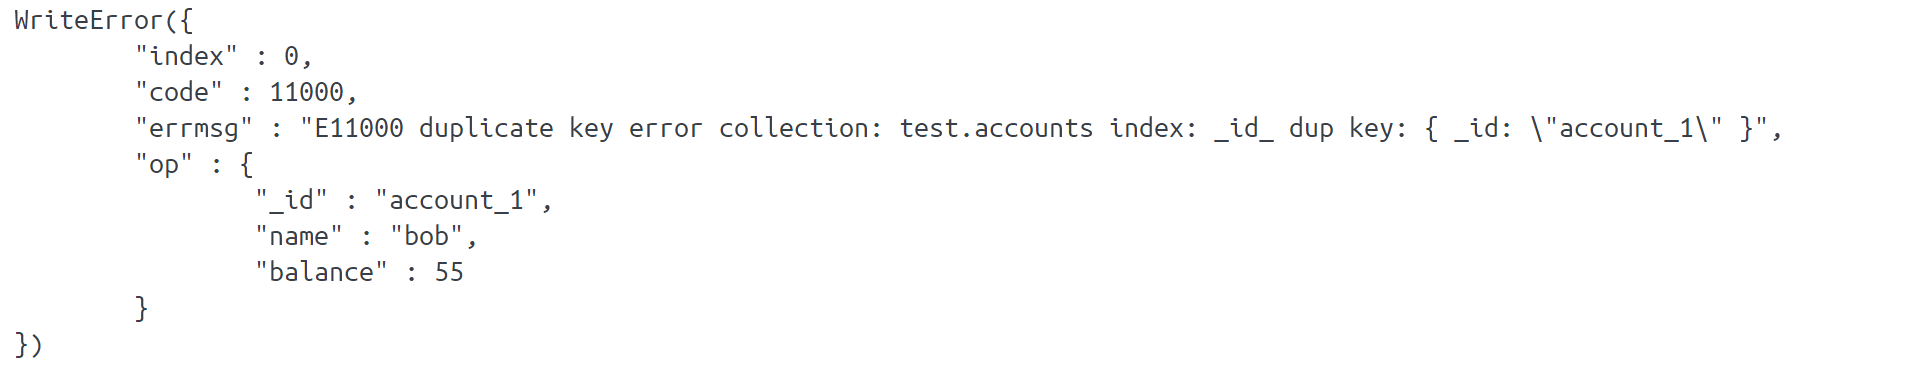 WriteError({
"index" : 0,
"code" : 11000,
"errmsg" : "E11000 duplicate key error collection: test.accounts index: _id_ dup key: { _id: \"account_1\" }",
"op" : {
"_id" : "account_1",
"name" : "bob",
"balance" : 55
}
})